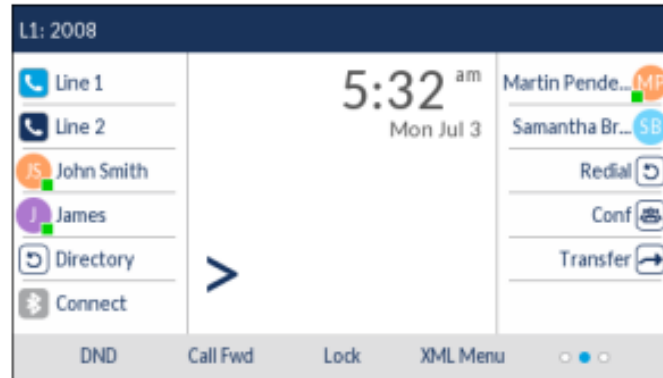 L1: 2008
Line 1
Line 2
JS John Smith
J James
Directory
Connect
5:32 am
Mon Jul 3
Martin Pende... MP
Samantha Br... SB
Redial
Conf
Transfer
>
DND Call Fwd Lock XML Menu